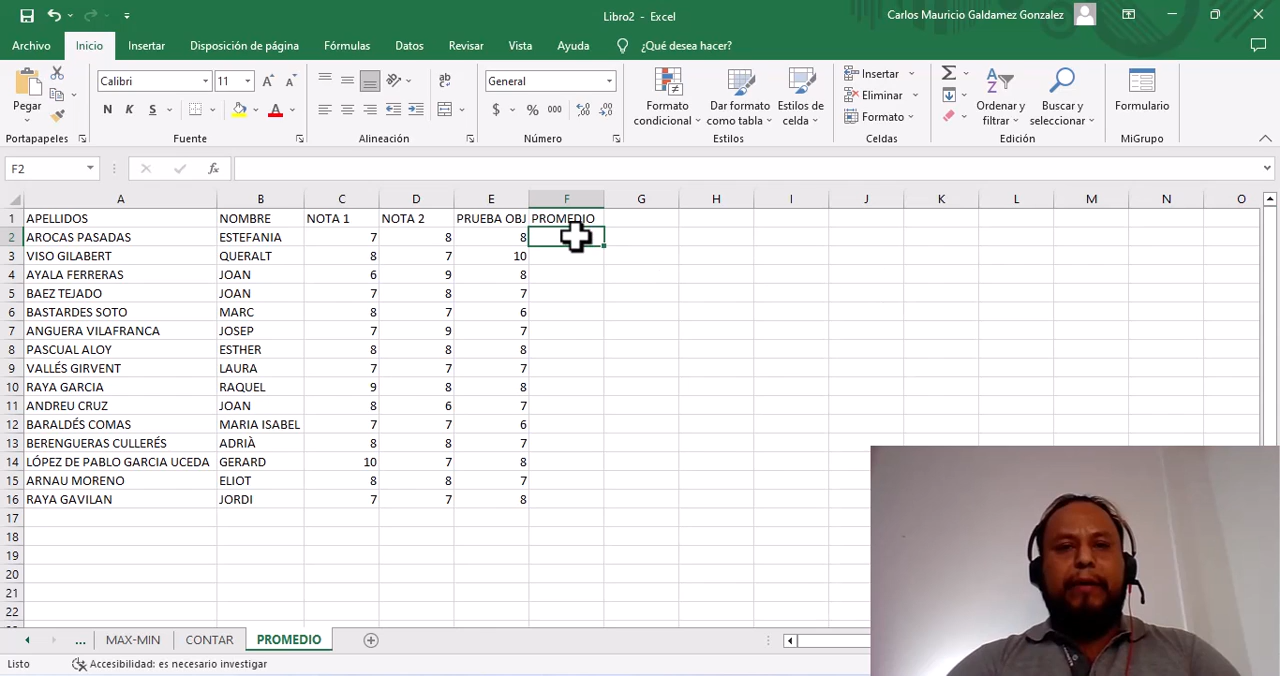 Libro2 - Excel
Carlos Mauricio Galdamez Gonzalez
Archivo Inicio Insertar Disposición de página Fórmulas Datos Revisar Vista Ayuda ¿Qué desea hacer?
Pegar
Calibri 11
N K S
General
$ % 000
Formato condicional
Dar formato como tabla
Estilos de celda
Insertar
Eliminar
Formato
Ordenar y filtrar
Buscar y seleccionar
Formulario
Portapapeles Fuente Alineación Número Estilos Celdas Edición MiGrupo
F2 fx
A B C D E F G H I J K L M N O
1 APELLIDOS NOMBRE NOTA 1 NOTA 2 PRUEBA OBJ PROMEDIO
2 AROCAS PASADAS ESTEFANIA 7 8 8
3 VISO GILABERT QUERALT 8 7 10
4 AYALA FERRERAS JOAN 6 9 8
5 BAEZ TEJADO JOAN 7 8 7
6 BASTARDES SOTO MARC 8 7 6
7 ANGUERA VILAFRANCA JOSEP 7 9 7
8 PASCUAL ALOY ESTHER 8 8 8
9 VALLÉS GIRVENT LAURA 7 7 7
10 RAYA GARCIA RAQUEL 9 8 8
11 ANDREU CRUZ JOAN 8 6 7
12 BARALDÉS COMAS MARIA ISABEL 7 7 6
13 BERENGUERAS CULLERÉS ADRIÀ 8 8 7
14 LÓPEZ DE PABLO GARCIA UCEDA GERARD 10 7 8
15 ARNAU MORENO ELIOT 8 8 7
16 RAYA GAVILAN JORDI 7 7 8
17
18
19
20
21
22
... MAX-MIN CONTAR PROMEDIO
Listo Accesibilidad: es necesario investigar